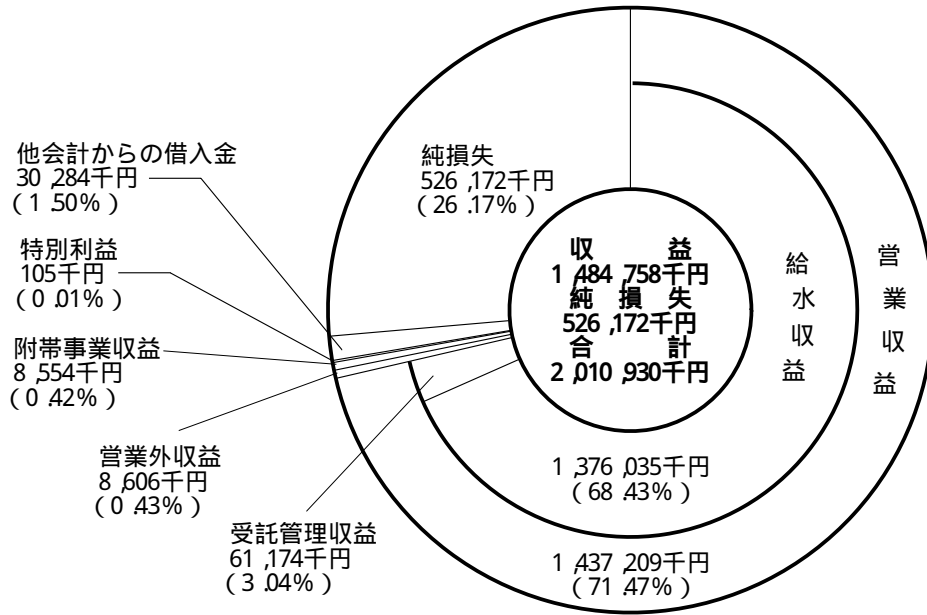 他会計からの借入金
30,284千円
(1.50%)
特別利益
105千円
(0.01%)
附帯事業収益
8,554千円
(0.42%)
営業外収益
8,606千円
(0.43%)
受託管理収益
61,174千円
(3.04%)
純損失
526,172千円
(26.17%)
収益
1,484,758千円
純損失
526,172千円
合計
2,010,930千円
給水収益
1,376,035千円
(68.43%)
営業収益
1,437,209千円
(71.47%)